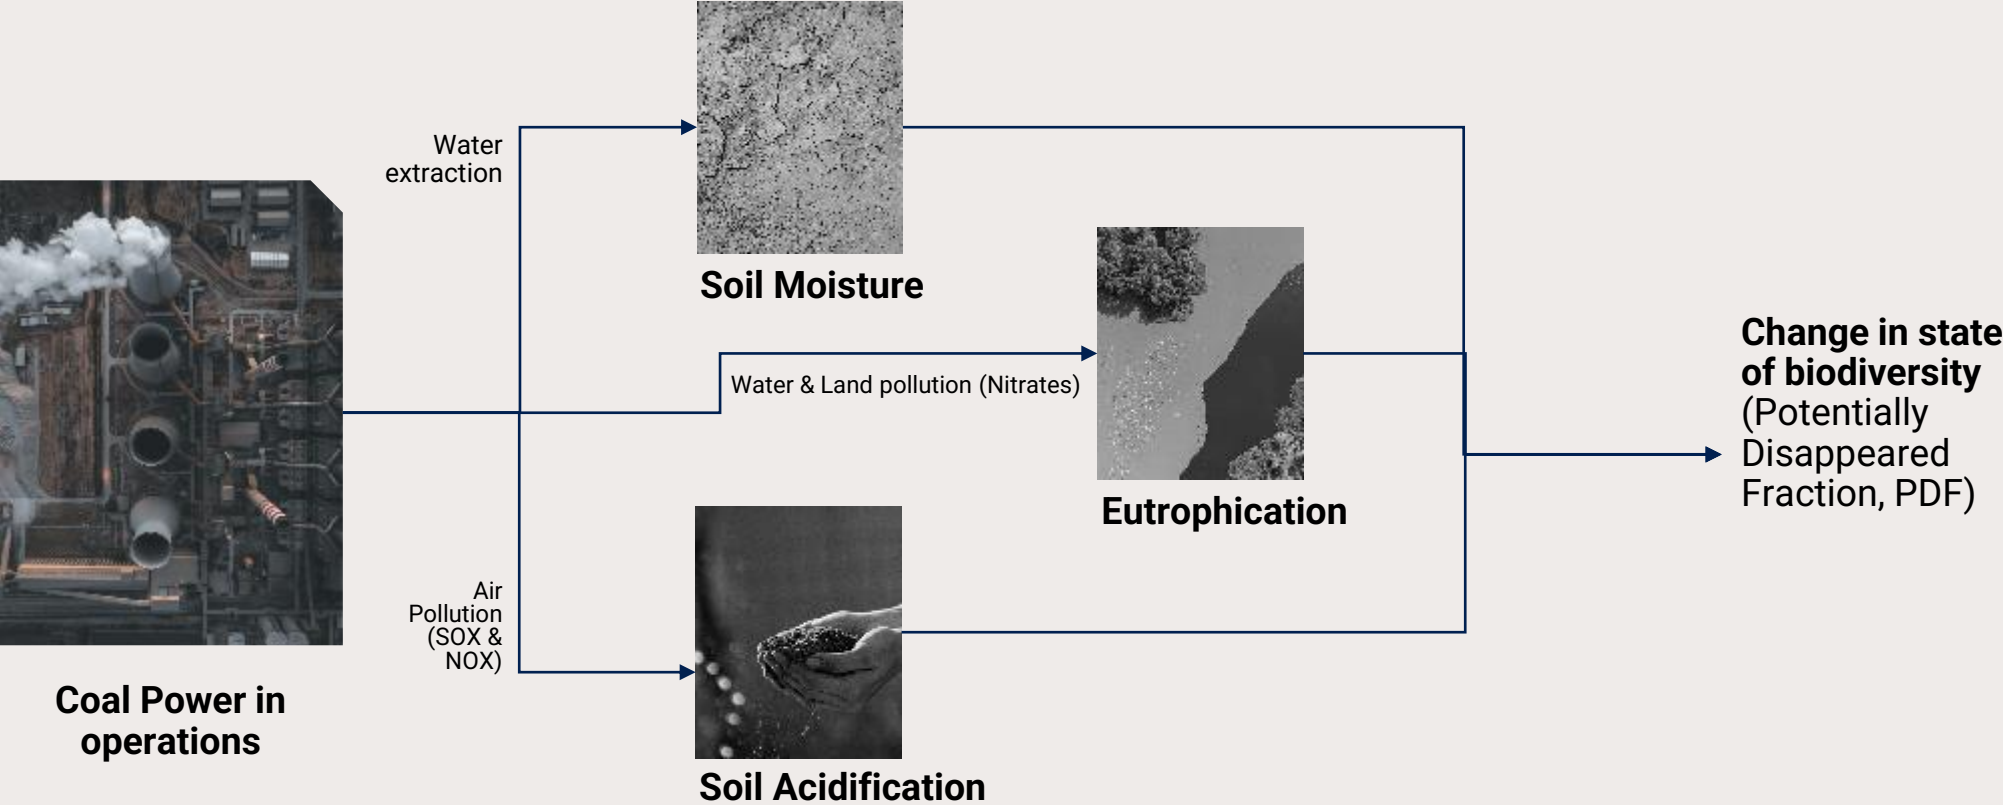 Water
extraction
Soil Moisture
Water & Land pollution (Nitrates)
Eutrophication
Air
Pollution
(SOX &
NOX)
Soil Acidification
Coal Power in
operations
Change in state
of biodiversity
(Potentially
Disappeared
Fraction, PDF)